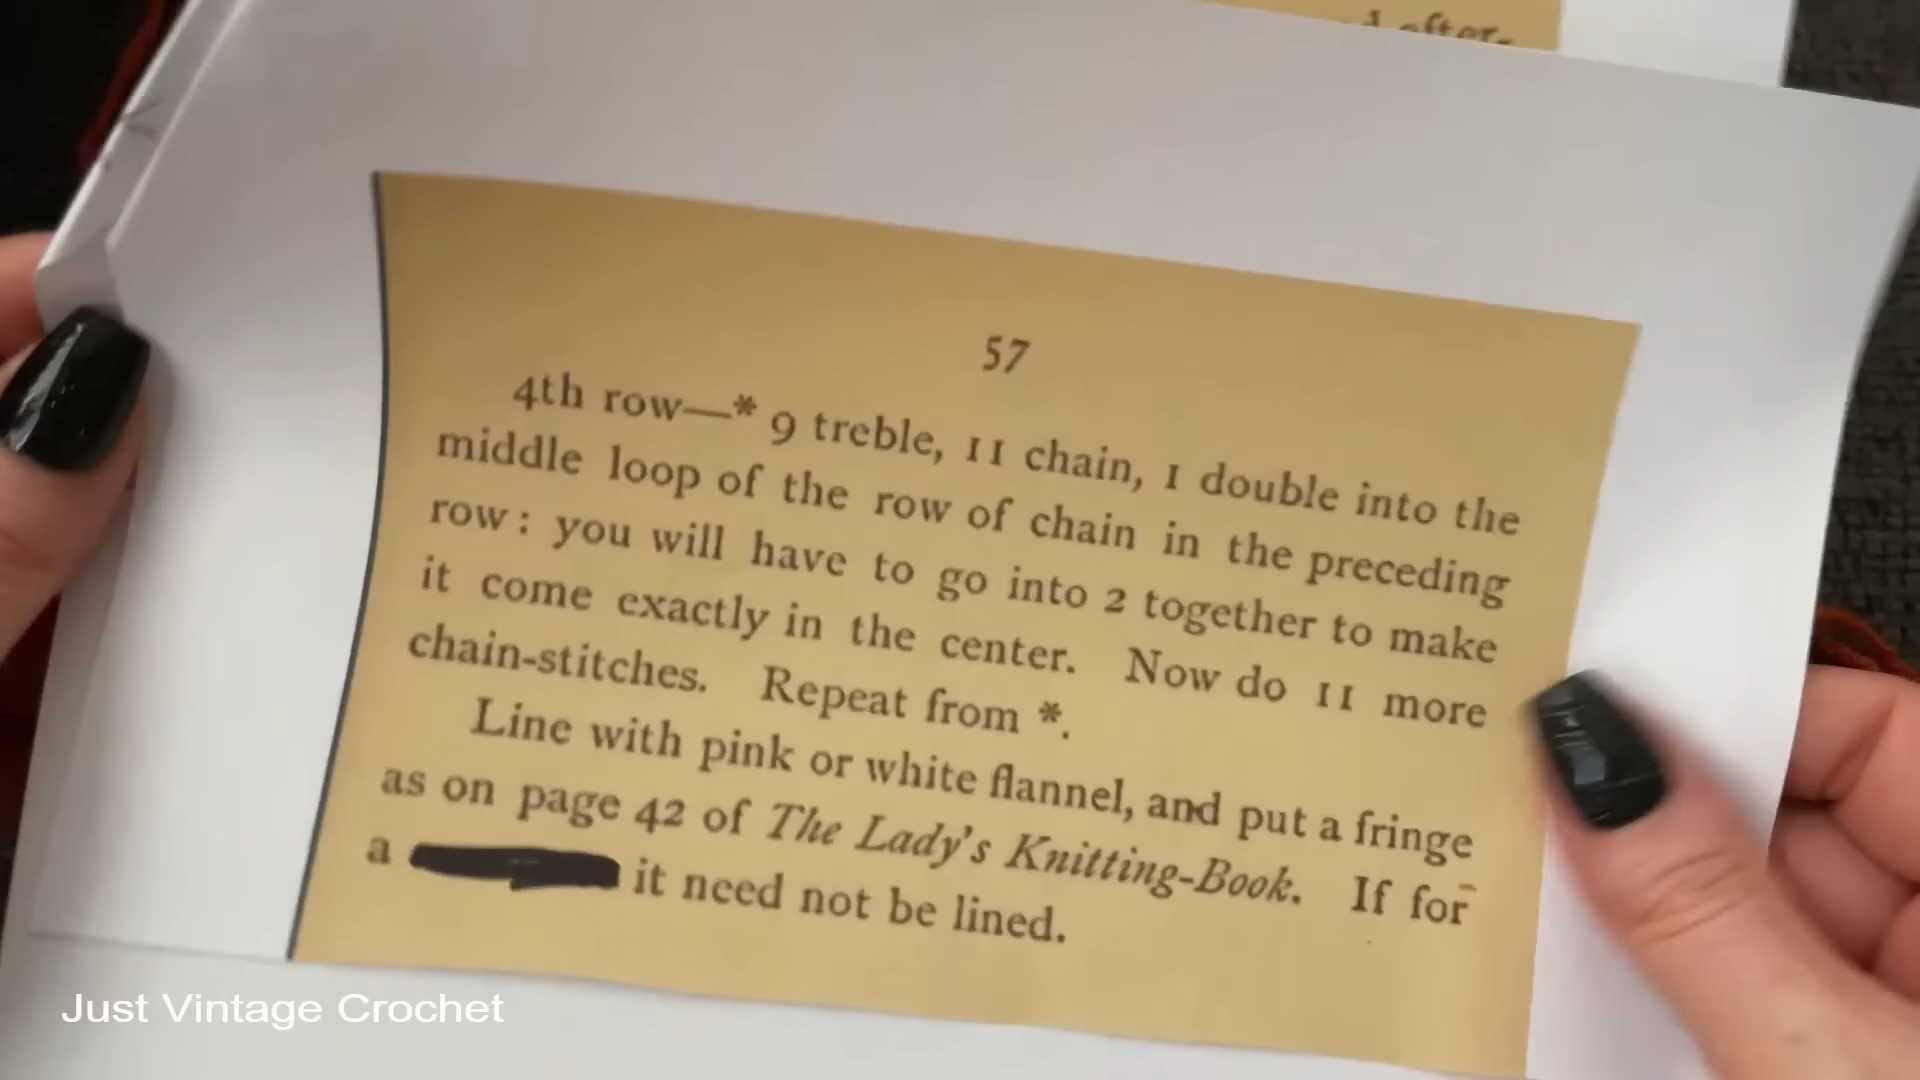 d after-
57
4th row—* 9 treble, 11 chain, 1 double into the
middle loop of the row of chain in the preceding
row: you will have to go into 2 together to make
it come exactly in the center. Now do 11 more
chain-stitches. Repeat from *.
Line with pink or white flannel, and put a fringe
as on page 42 of The Lady's Knitting-Book. If for
a it need not be lined.
Just Vintage Crochet